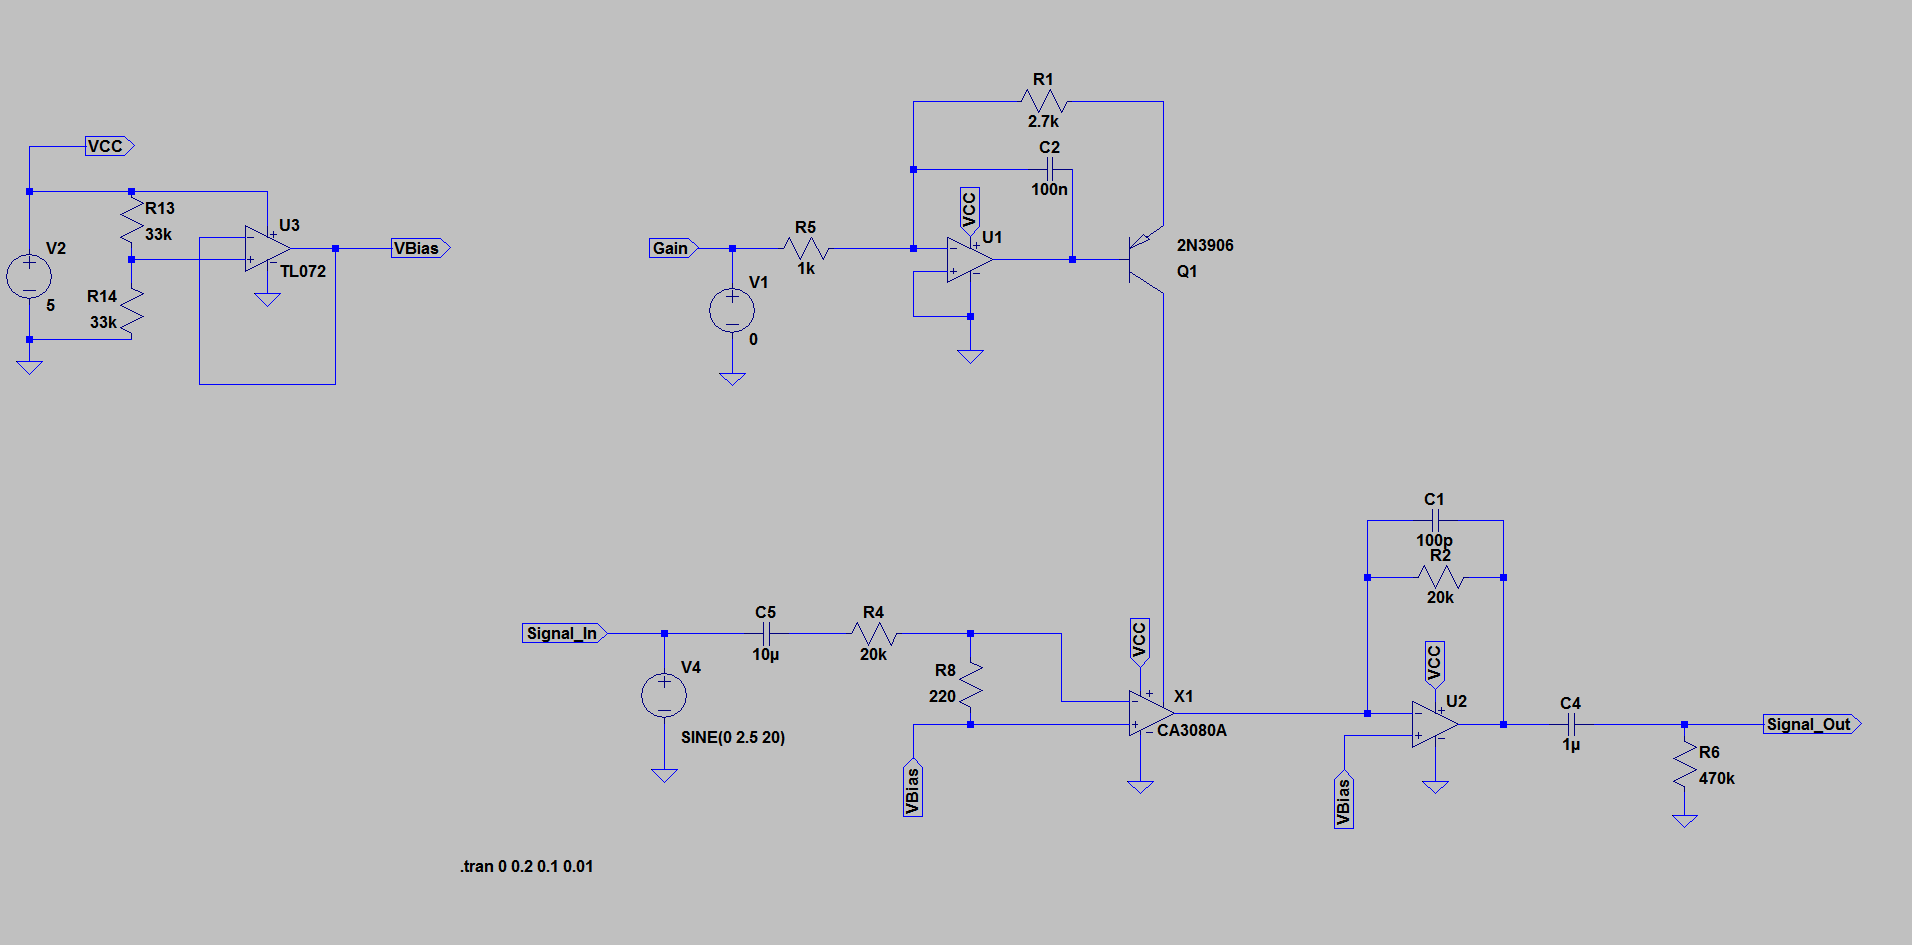 VCC
R13
33k
U3
TL072
VBias
V2
5
R14
33k
R1
2.7k
C2
100n
VCC
U1
Gain
R5
1k
V1
0
2N3906
Q1
Signal_In
C5
10µ
R4
20k
V4
SINE(0 2.5 20)
R8
220
VBias
VCC
X1
CA3080A
C1
100p
R2
20k
VCC
U2
VBias
C4
1µ
Signal_Out
R6
470k
.tran 0 0.2 0.1 0.01